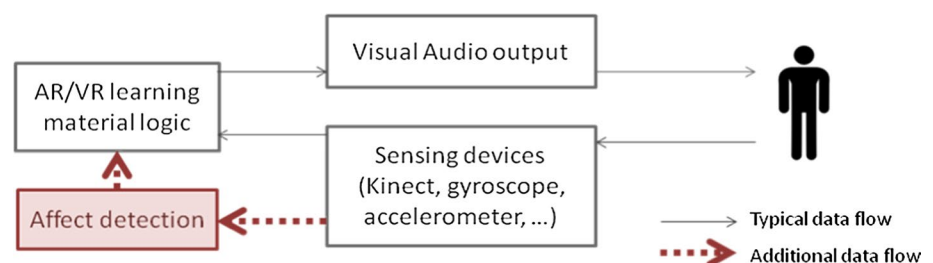 Visual Audio output
AR/VR learning
material logic
Sensing devices
(Kinect, gyroscope,
accelerometer, ...)
Affect detection
Typical data flow
Additional data flow